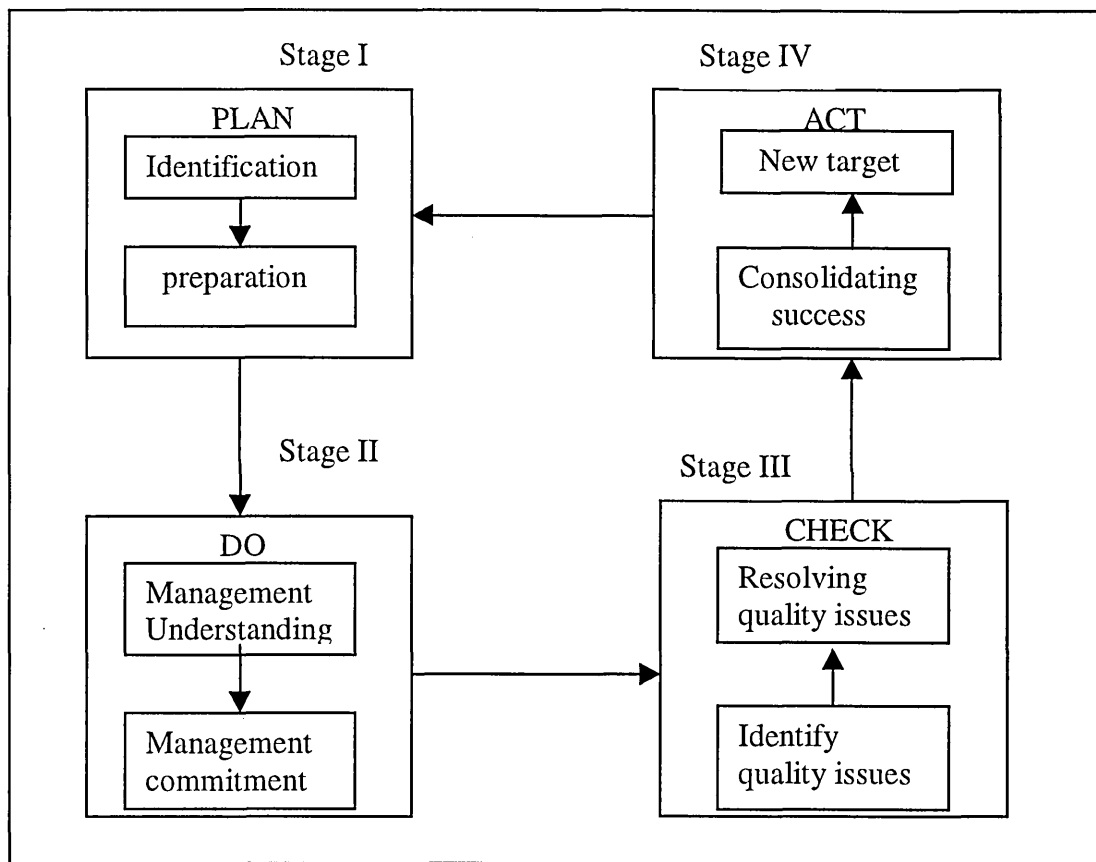 Stage I
PLAN
Identification
preparation
Stage II
DO
Management
Understanding
Management
commitment
Stage III
CHECK
Resolving
quality issues
Identify
quality issues
Stage IV
ACT
New target
Consolidating
success